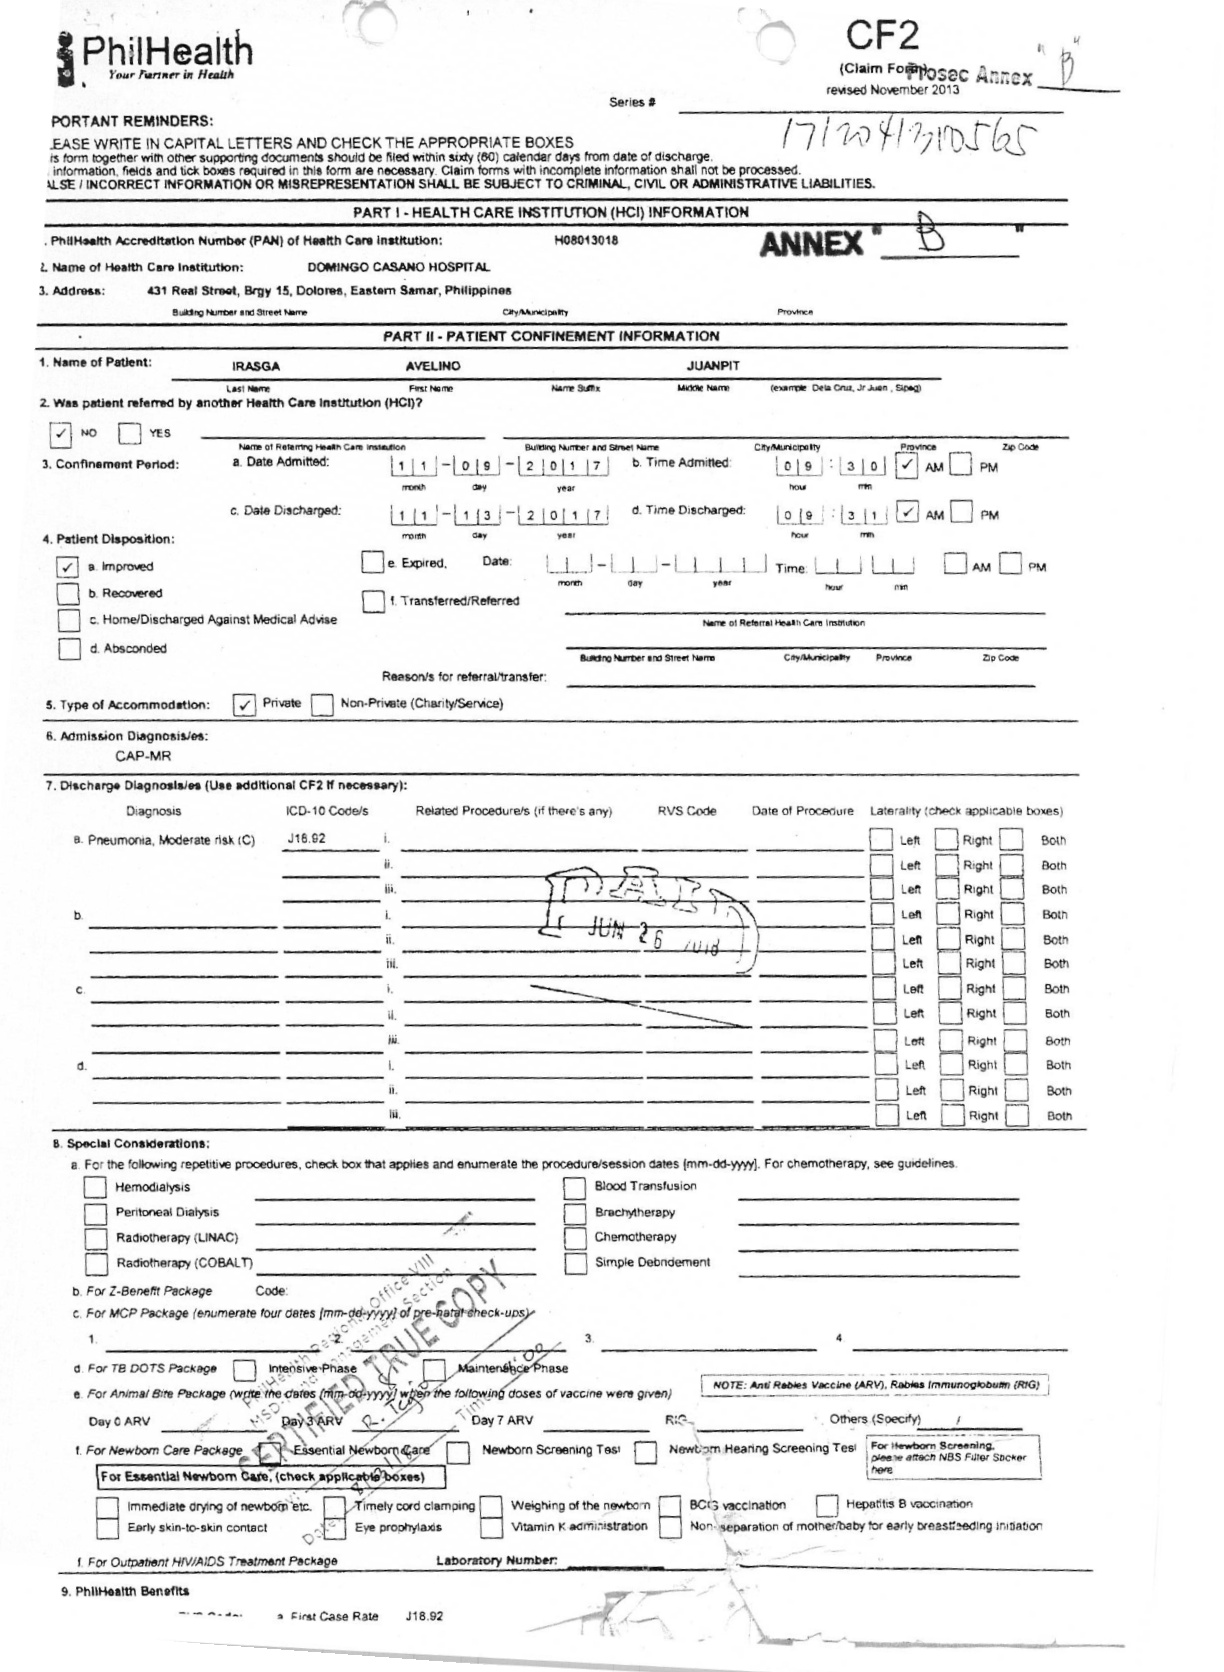 PhilHealth
Your Partner in Health
CF2
(Claim Form)
Prosec Annex "B"
revised November 2013
Series #
PORTANT REMINDERS:
EASE WRITE IN CAPITAL LETTERS AND CHECK THE APPROPRIATE BOXES
is form together with other supporting documents should be filed within sixty (60) calendar days from date of discharge.
information, fields and tick boxes required in this form are necessary. Claim forms with incomplete information shall not be processed.
ALSE / INCORRECT INFORMATION OR MISREPRESENTATION SHALL BE SUBJECT TO CRIMINAL, CIVIL OR ADMINISTRATIVE LIABILITIES.
PART I - HEALTH CARE INSTITUTION (HCI) INFORMATION
. PhilHealth Accreditation Number (PAN) of Health Care Institution: H08013018
ANNEX " B "
2. Name of Health Care Institution: DOMINGO CASANO HOSPITAL
3. Address: 431 Real Street, Brgy 15, Dolores, Eastern Samar, Philippines
Building Number and Street Name City/Municipality Province
PART II - PATIENT CONFINEMENT INFORMATION
1. Name of Patient: IRASGA AVELINO JUANPIT
Last Name First Name Name Suffix Middle Name (example: Dela Cruz, Jr Juan , Sipag)
2. Was patient referred by another Health Care Institution (HCI)?
✓ NO YES
Name of Referring Health Care Institution Building Number and Street Name City/Municipality Province Zip Code
3. Confinement Period: a. Date Admitted: 11-09-2017 b. Time Admitted: 09:30 ✓ AM PM
month day year hour min
c. Date Discharged: 11-13-2017 d. Time Discharged: 09:31 ✓ AM PM
month day year hour min
4. Patient Disposition:
✓ a. Improved e. Expired, Date: Time: AM PM
month day year hour min
b. Recovered f. Transferred/Referred
c. Home/Discharged Against Medical Advise
Name of Referral Health Care Institution
d. Absconded
Building Number and Street Name City/Municipality Province Zip Code
Reason/s for referral/transfer:
5. Type of Accommodation: ✓ Private Non-Private (Charity/Service)
6. Admission Diagnosis/es:
CAP-MR
7. Discharge Diagnosis/es (Use additional CF2 if necessary):
Diagnosis ICD-10 Code/s Related Procedure/s (if there's any) RVS Code Date of Procedure Laterality (check applicable boxes)
a. Pneumonia, Moderate risk (C) J18.92 i. Left Right Both
ii. Left Right Both
iii. Left Right Both
b. i. Left Right Both
JUN 26
ii. Left Right Both
iii. Left Right Both
c. i. Left Right Both
ii. Left Right Both
iii. Left Right Both
d. i. Left Right Both
ii. Left Right Both
iii. Left Right Both
8. Special Considerations:
a. For the following repetitive procedures, check box that applies and enumerate the procedure/session dates [mm-dd-yyyy]. For chemotherapy, see guidelines.
Hemodialysis Blood Transfusion
Peritoneal Dialysis Brachytherapy
Radiotherapy (LINAC) Chemotherapy
Radiotherapy (COBALT) Simple Debridement
b. For Z-Benefit Package Code:
c. For MCP Package (enumerate four dates [mm-dd-yyyy] of pre-natal check-ups)
1. 2. 3. 4
PhilHealth Regional Office VIII
CERTIFIED TRUE COPY
d. For TB DOTS Package Intensive Phase Maintenance Phase
e. For Animal Bite Package (write the dates [mm-dd-yyyy] when the following doses of vaccine were given)
NOTE: Anti Rabies Vaccine (ARV), Rabies Immunoglobulin (RIG)
Day 0 ARV Day 3 ARV Day 7 ARV RIG Others (Specify)
f. For Newborn Care Package Essential Newborn Care Newborn Screening Test Newborn Hearing Screening Test
For Newborn Screening,
please attach NBS Filter Sticker
here
For Essential Newborn Care, (check applicable boxes)
Immediate drying of newborn etc. Timely cord clamping Weighing of the newborn BCG vaccination Hepatitis B vaccination
Early skin-to-skin contact Eye prophylaxis Vitamin K administration Non-separation of mother/baby for early breastfeeding initiation
f. For Outpatient HIV/AIDS Treatment Package Laboratory Number:
9. PhilHealth Benefits
a First Case Rate J18.92